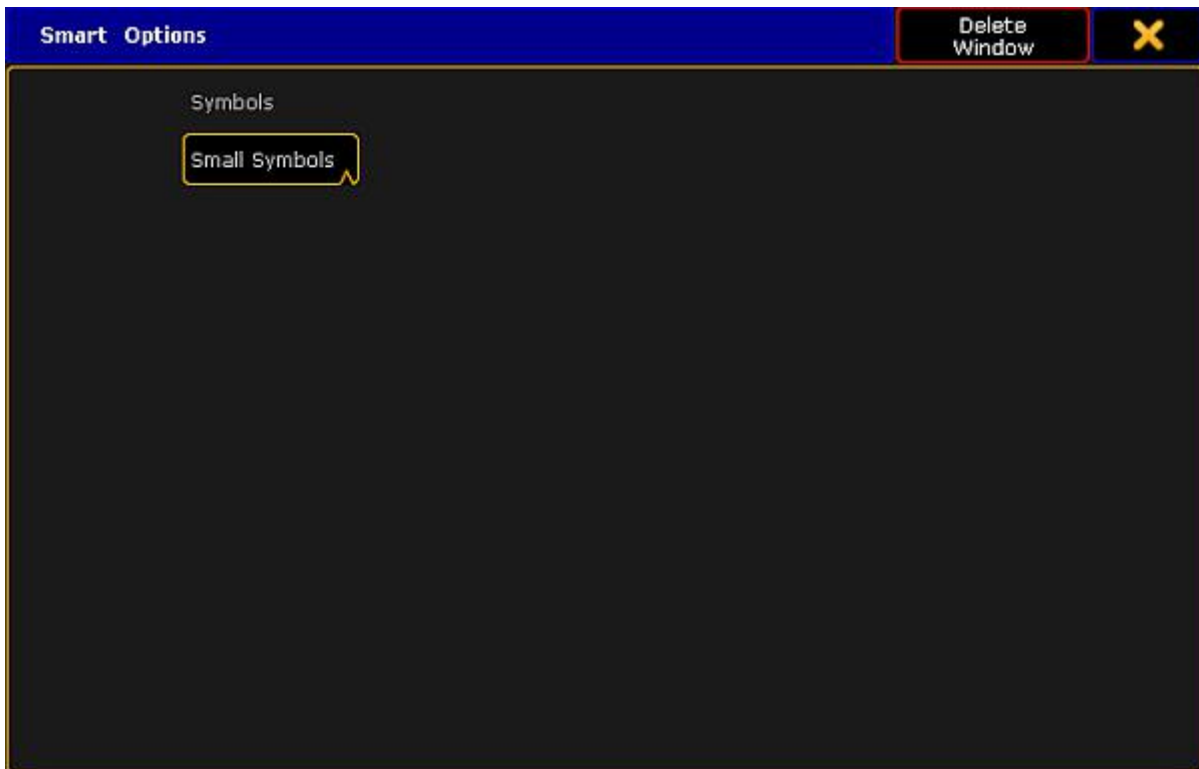 Smart Options
Delete
Window
Symbols
Small Symbols